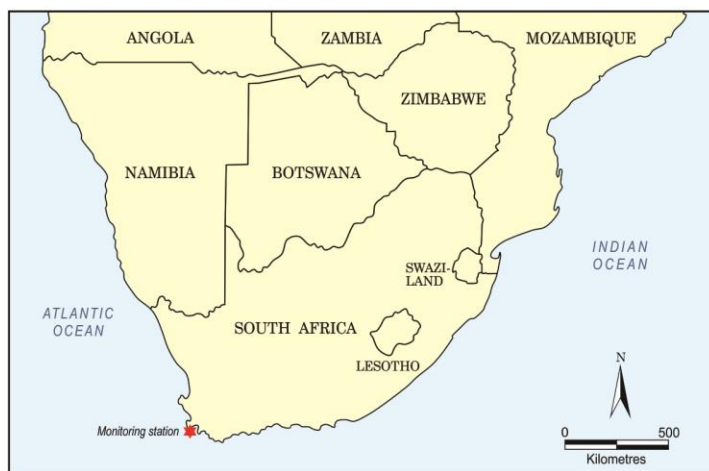 ANGOLA
ZAMBIA
MOZAMBIQUE
ZIMBABWE
NAMIBIA
BOTSWANA
INDIAN
OCEAN
SWAZI-
LAND
ATLANTIC
OCEAN
SOUTH AFRICA
LESOTHO
N
Monitoring station
0 500
Kilometres